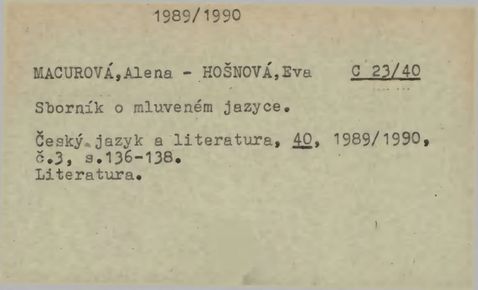 1989/1990
MACUROVÁ,Alena - HOŠNOVÁ,Eva C 23/40
Sborník o mluveném jazyce.
Český jazyk a literatura, 40, 1989/1990,
č.3, s.136-138.
Literatura.